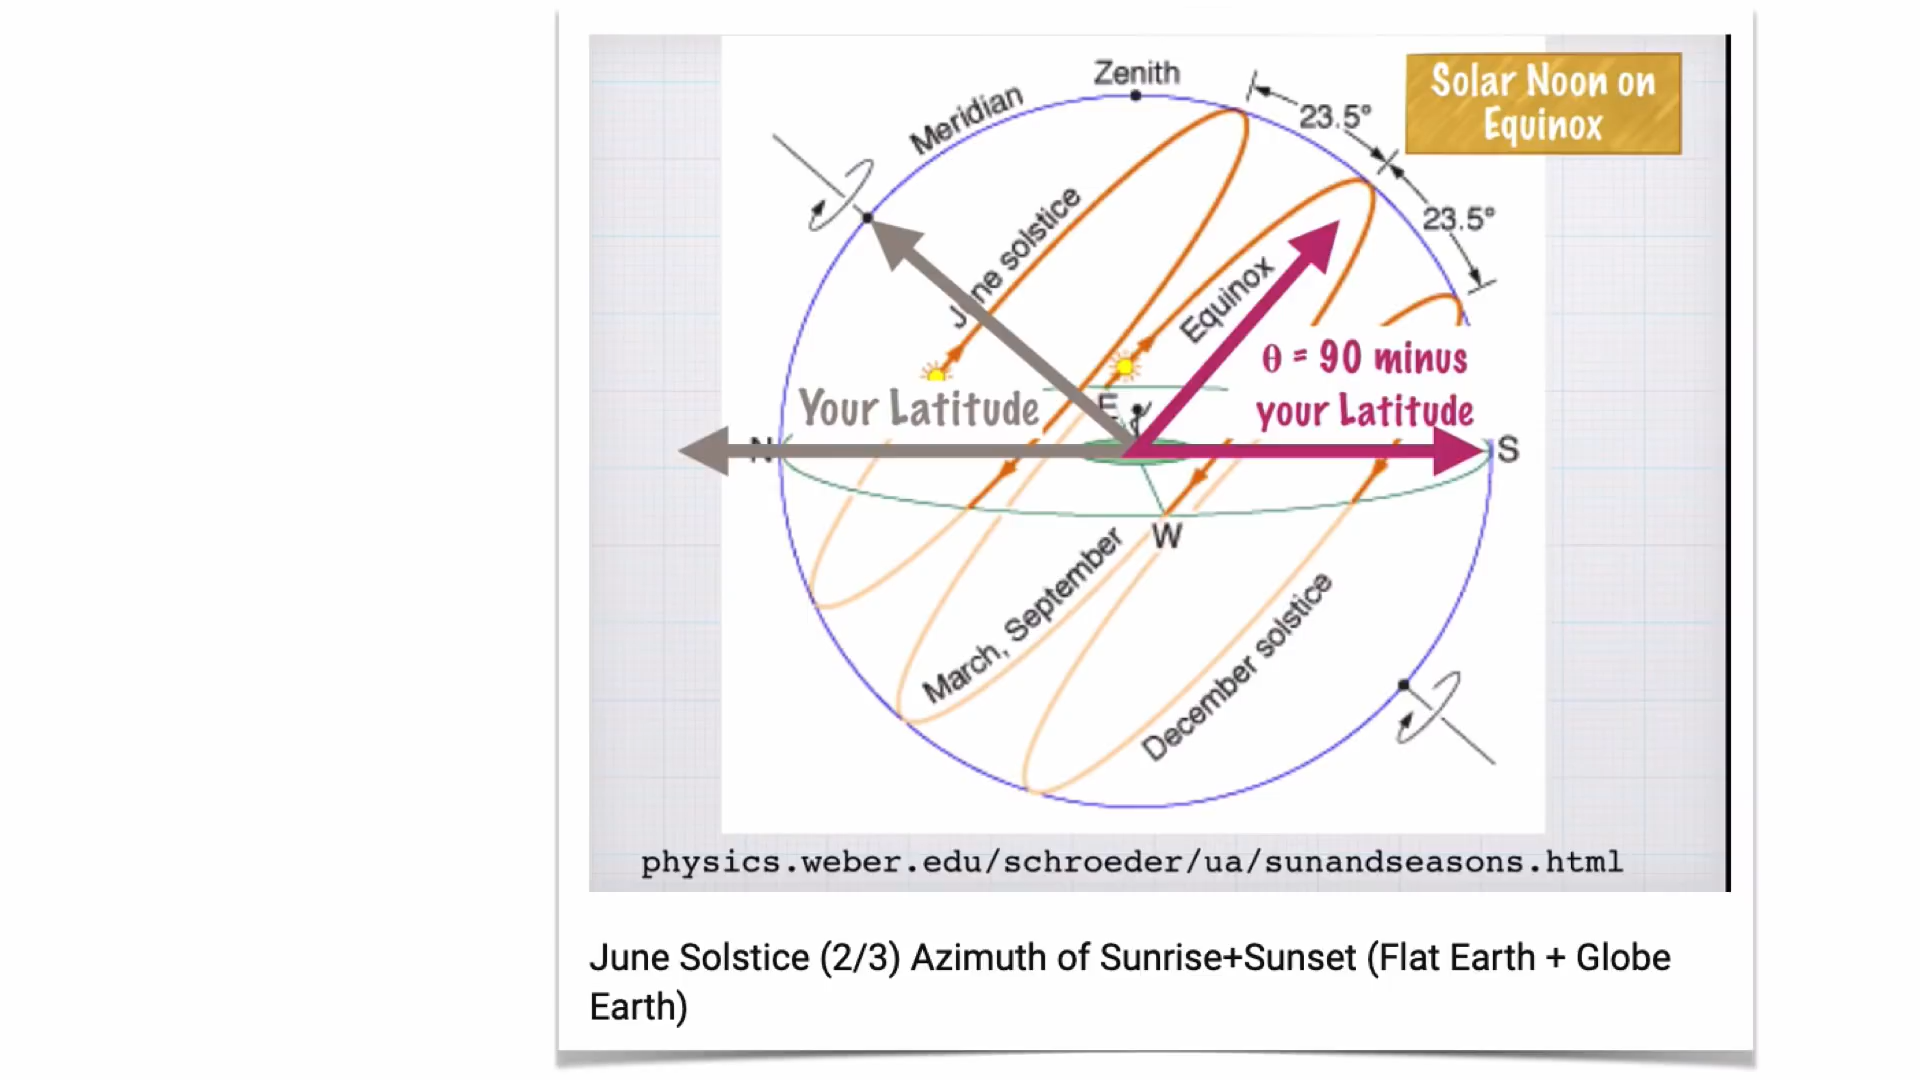 Zenith
Meridian
23.5°
23.5°
Solar Noon on
Equinox
June solstice
Equinox
θ = 90 minus
your Latitude
Your Latitude
E
N
S
W
March, September
December solstice
physics.weber.edu/schroeder/ua/sunandseasons.html
June Solstice (2/3) Azimuth of Sunrise+Sunset (Flat Earth + Globe
Earth)